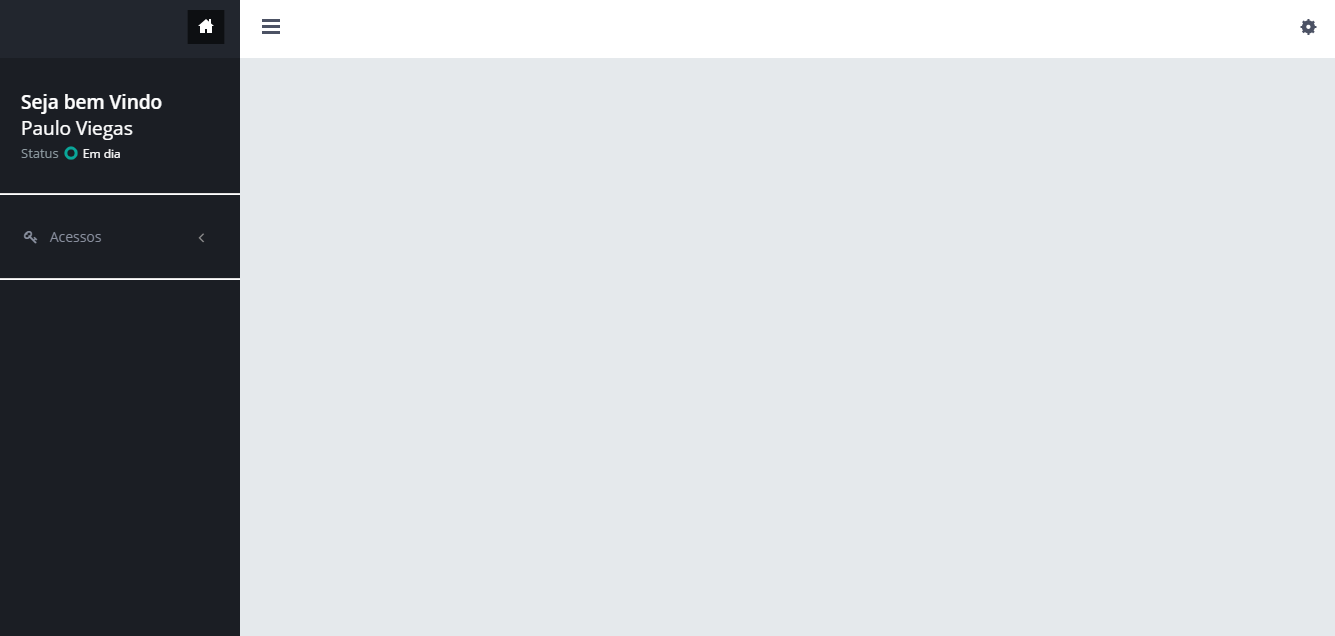 Seja bem Vindo
Paulo Viegas
Status Em dia
Acessos